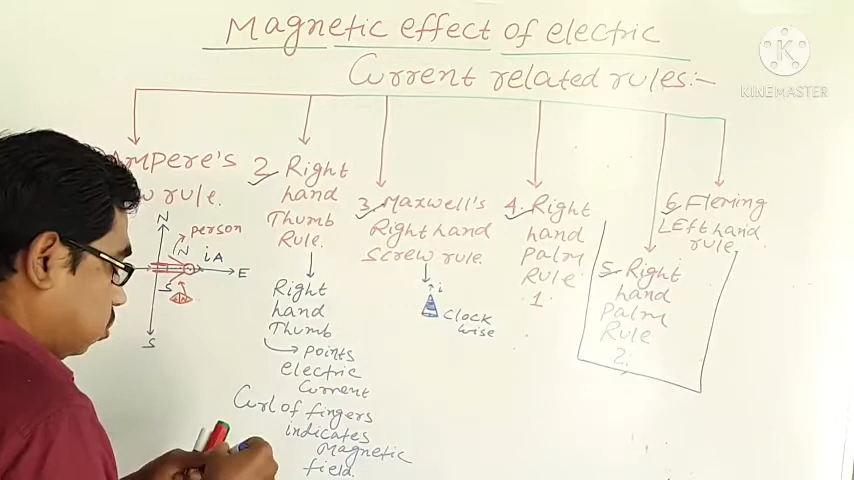 Magnetic effect of electric
Current related rules:-
KINEMASTER
Ampere's
rule.
N
person
N
iA
E
S
S
2 Right
hand
Thumb
Rule.
Right
hand
Thumb
points
electric
Current
Curl of fingers
indicates
Magnetic
field.
3. Maxwell's
Right hand
screw rule.
i
Clock
wise
4. Right
hand
Palm
Rule
1
5. Right
hand
Palm
Rule
2.
6. Fleming
LEft hand
rule.